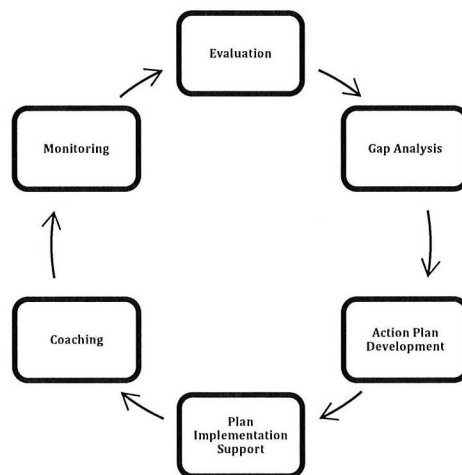 Evaluation
Gap Analysis
Action Plan
Development
Plan
Implementation
Support
Coaching
Monitoring